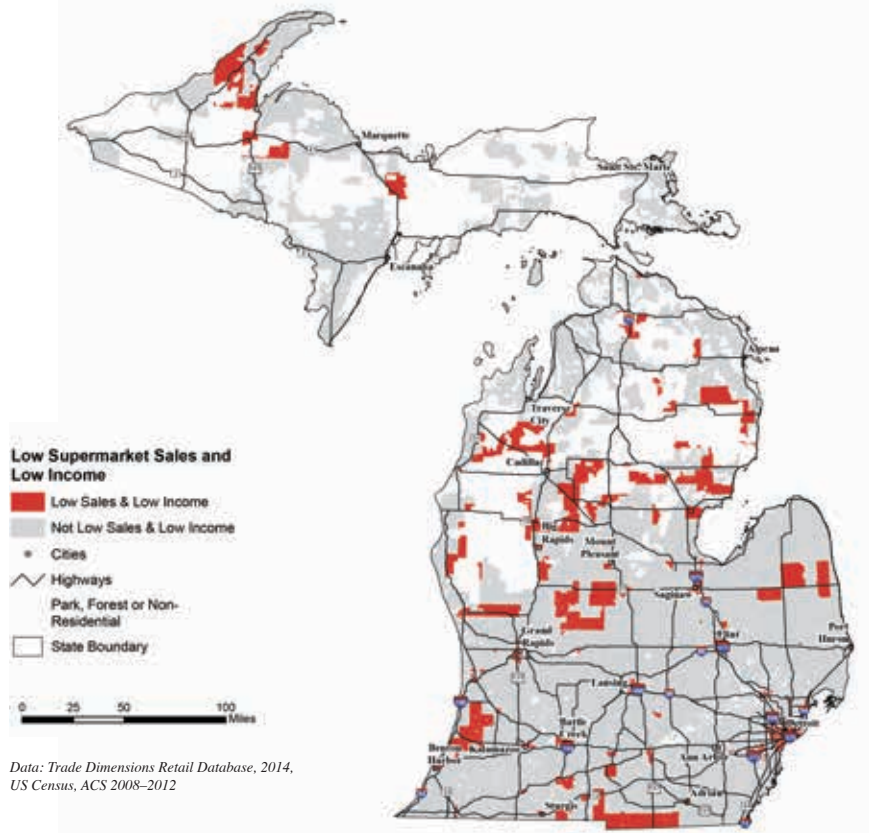 Marquette
Sault Ste. Marie
Escanaba
Alpena
Traverse
City
Cadillac
Big
Rapids
Mount
Pleasant
Saginaw
Grand
Rapids
Flint
Port
Huron
Lansing
Detroit
Battle
Creek
Benton
Harbor
Kalamazoo
Ann Arbor
Sturgis
Adrian
Low Supermarket Sales and
Low Income
Low Sales & Low Income
Not Low Sales & Low Income
Cities
Highways
Park, Forest or Non-
Residential
State Boundary
0 25 50 100
Miles
Data: Trade Dimensions Retail Database, 2014,
US Census, ACS 2008–2012